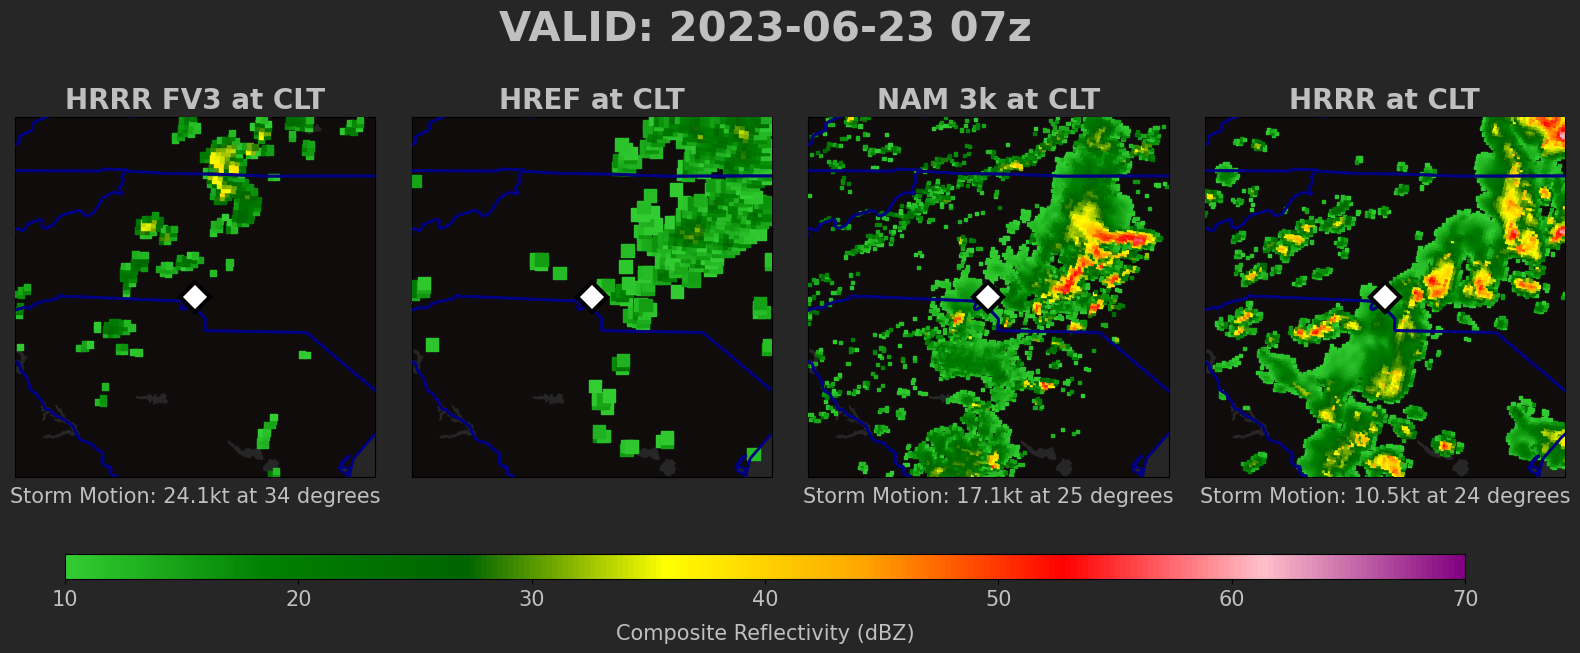 VALID: 2023-06-23 07z
HRRR FV3 at CLT
HREF at CLT
NAM 3k at CLT
HRRR at CLT
Storm Motion: 24.1kt at 34 degrees
Storm Motion: 17.1kt at 25 degrees
Storm Motion: 10.5kt at 24 degrees
10 20 30 40 50 60 70
Composite Reflectivity (dBZ)